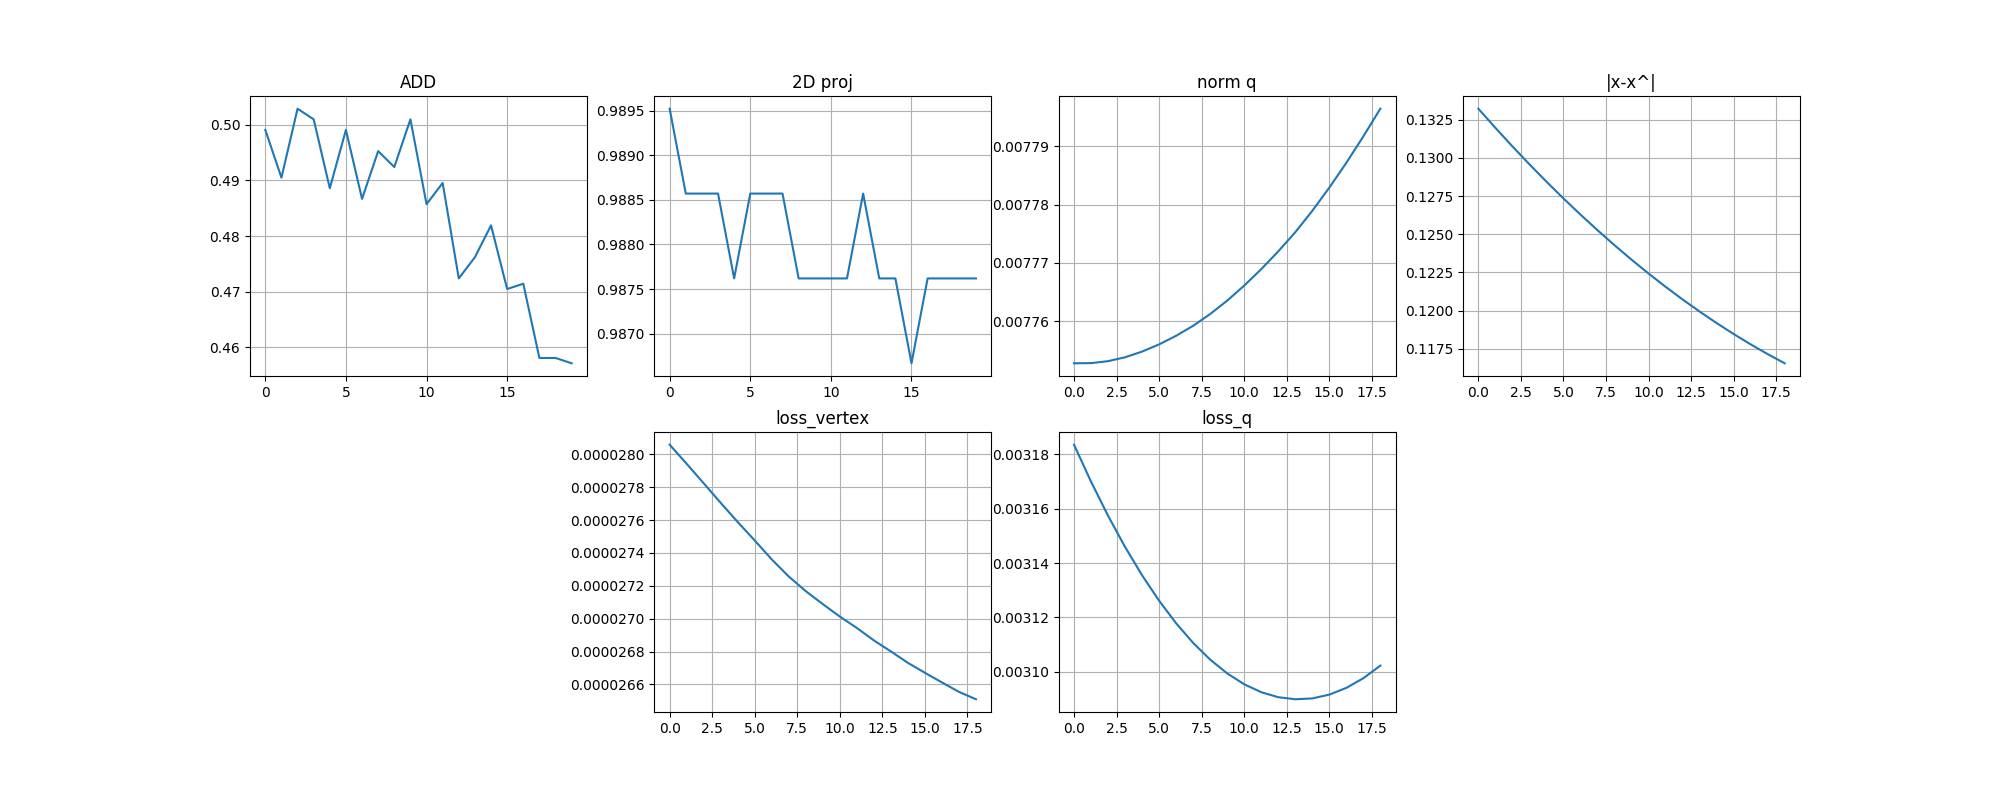 ADD
0.50
0.49
0.48
0.47
0.46
0 5 10 15
2D proj
0.9895
0.9890
0.9885
0.9880
0.9875
0.9870
0 5 10 15
norm q
0.00779
0.00778
0.00777
0.00776
0.0 2.5 5.0 7.5 10.0 12.5 15.0 17.5
|x-x^|
0.1325
0.1300
0.1275
0.1250
0.1225
0.1200
0.1175
0.0 2.5 5.0 7.5 10.0 12.5 15.0 17.5
loss_vertex
0.0000280
0.0000278
0.0000276
0.0000274
0.0000272
0.0000270
0.0000268
0.0000266
0.0 2.5 5.0 7.5 10.0 12.5 15.0 17.5
loss_q
0.00318
0.00316
0.00314
0.00312
0.00310
0.0 2.5 5.0 7.5 10.0 12.5 15.0 17.5